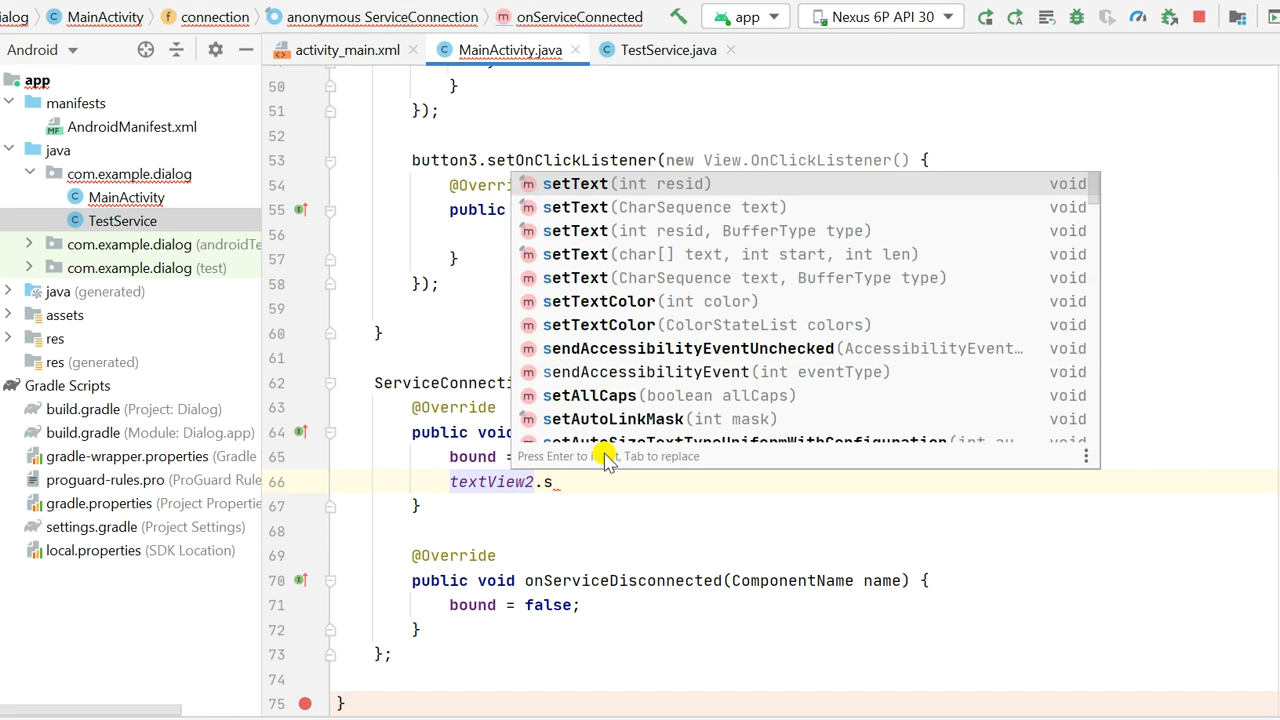 ialog
MainActivity
connection
anonymous ServiceConnection
onServiceConnected
app
Nexus 6P API 30
Android
activity_main.xml
MainActivity.java
TestService.java
app
manifests
AndroidManifest.xml
java
com.example.dialog
MainActivity
TestService
com.example.dialog (androidTe
com.example.dialog (test)
java (generated)
assets
res
res (generated)
Gradle Scripts
build.gradle (Project: Dialog)
build.gradle (Module: Dialog.app)
gradle-wrapper.properties (Gradle
proguard-rules.pro (ProGuard Rule
gradle.properties (Project Properti
settings.gradle (Project Settings)
local.properties (SDK Location)
50 }
51 });
52
53 button3.setOnClickListener(new View.OnClickListener() {
54 @Overri
55 public
56
57 }
58 });
59
60 }
61
62 ServiceConnecti
63 @Override
64 public void
65 bound =
66 textView2.s
67 }
68
69 @Override
70 public void onServiceDisconnected(ComponentName name) {
71 bound = false;
72 }
73 };
74
75 }
setText(int resid) void
setText(CharSequence text) void
setText(int resid, BufferType type) void
setText(char[] text, int start, int len) void
setText(CharSequence text, BufferType type) void
setTextColor(int color) void
setTextColor(ColorStateList colors) void
sendAccessibilityEventUnchecked(AccessibilityEvent… void
sendAccessibilityEvent(int eventType) void
setAllCaps(boolean allCaps) void
setAutoLinkMask(int mask) void
setAutoSizeTextTypeUniformWithConfiguration(int au void
Press Enter to , Tab to replace